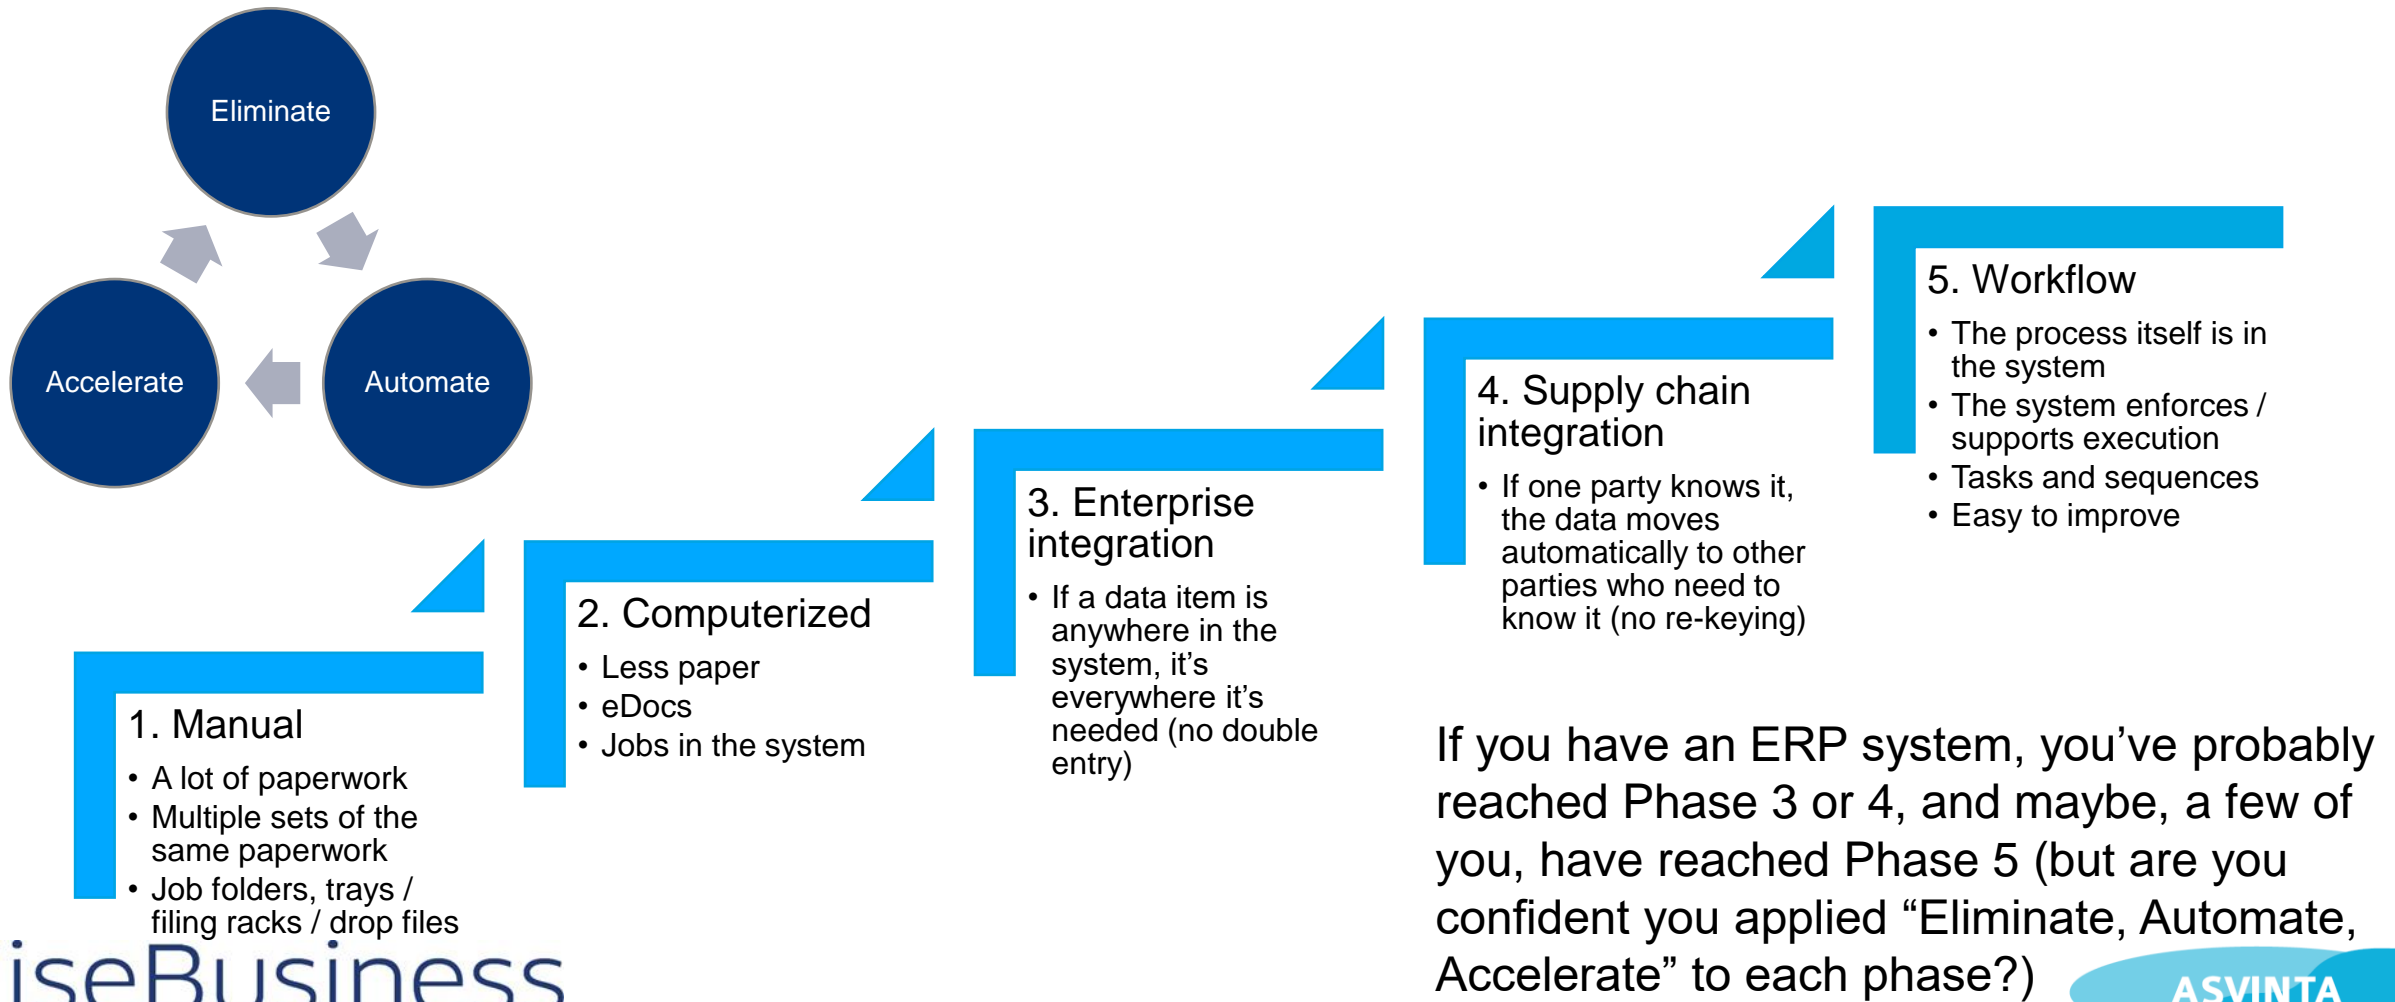 Eliminate
Accelerate
Automate
1. Manual
• A lot of paperwork
• Multiple sets of the
same paperwork
• Job folders, trays /
filing racks / drop files
2. Computerized
• Less paper
• eDocs
• Jobs in the system
3. Enterprise
integration
• If a data item is
anywhere in the
system, it’s
everywhere it’s
needed (no double
entry)
4. Supply chain
integration
• If one party knows it,
the data moves
automatically to other
parties who need to
know it (no re-keying)
5. Workflow
• The process itself is in
the system
• The system enforces /
supports execution
• Tasks and sequences
• Easy to improve
If you have an ERP system, you’ve probably
reached Phase 3 or 4, and maybe, a few of
you, have reached Phase 5 (but are you
confident you applied “Eliminate, Automate,
Accelerate” to each phase?)
iseBusiness
ASVINTA